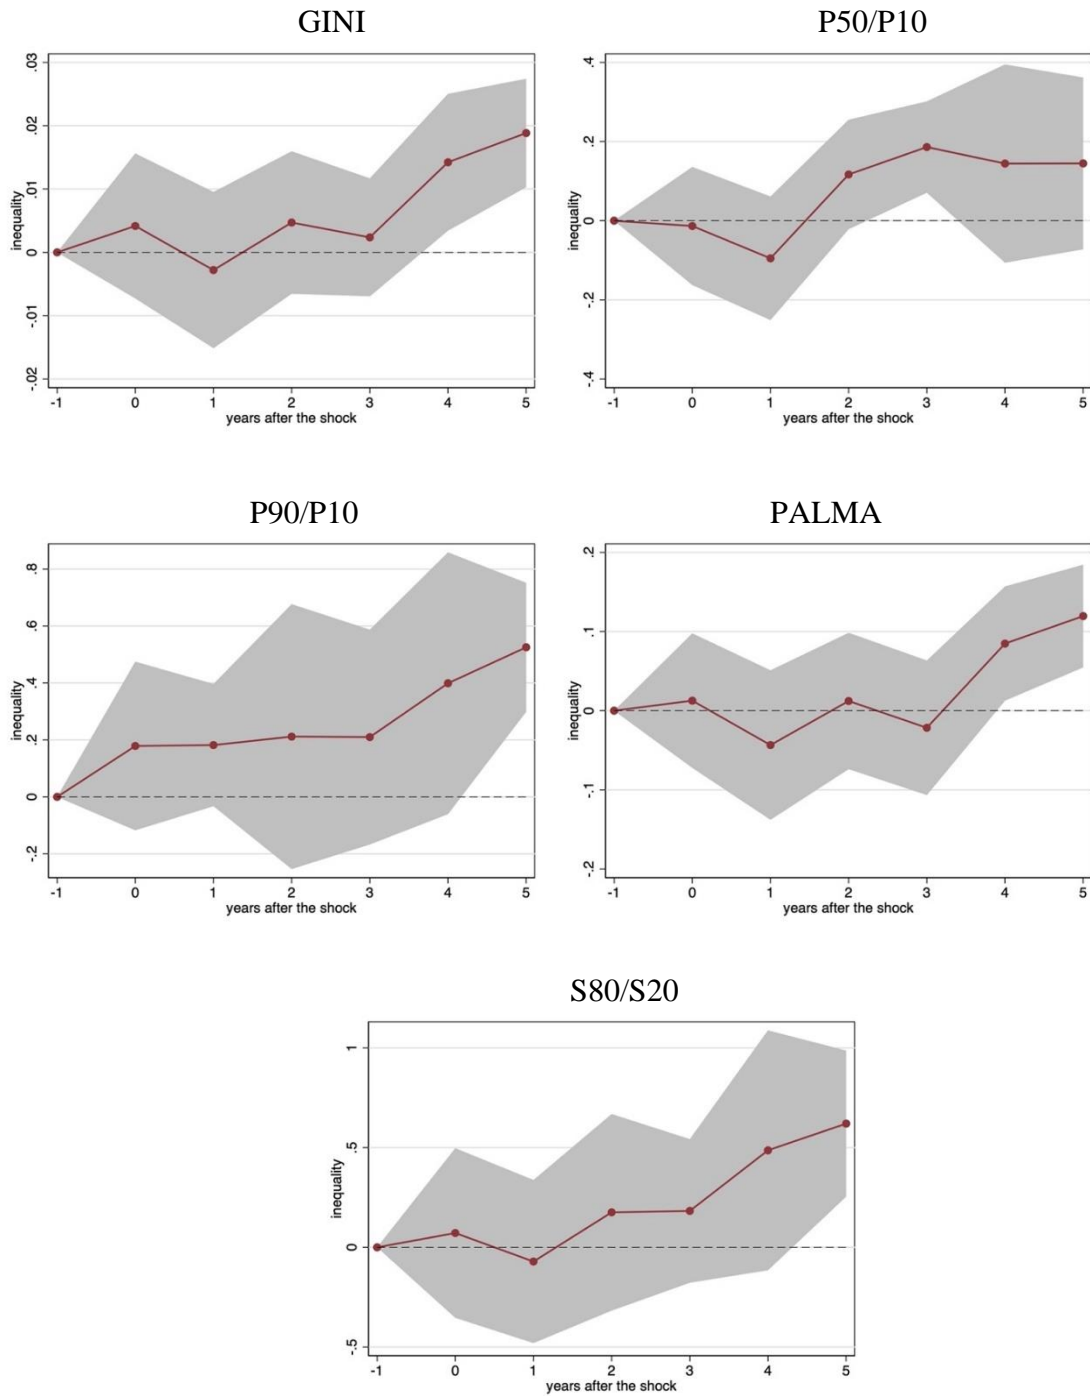 GINI
P50/P10
.03
.02
.01
0
-.01
-.02
inequality
-1 0 1 2 3 4 5
years after the shock
.4
.2
0
-.2
-.4
inequality
-1 0 1 2 3 4 5
years after the shock
P90/P10
PALMA
.8
.6
.4
.2
0
-.2
inequality
-1 0 1 2 3 4 5
years after the shock
.2
.1
0
-.1
-.2
inequality
-1 0 1 2 3 4 5
years after the shock
S80/S20
1
.5
0
-.5
inequality
-1 0 1 2 3 4 5
years after the shock